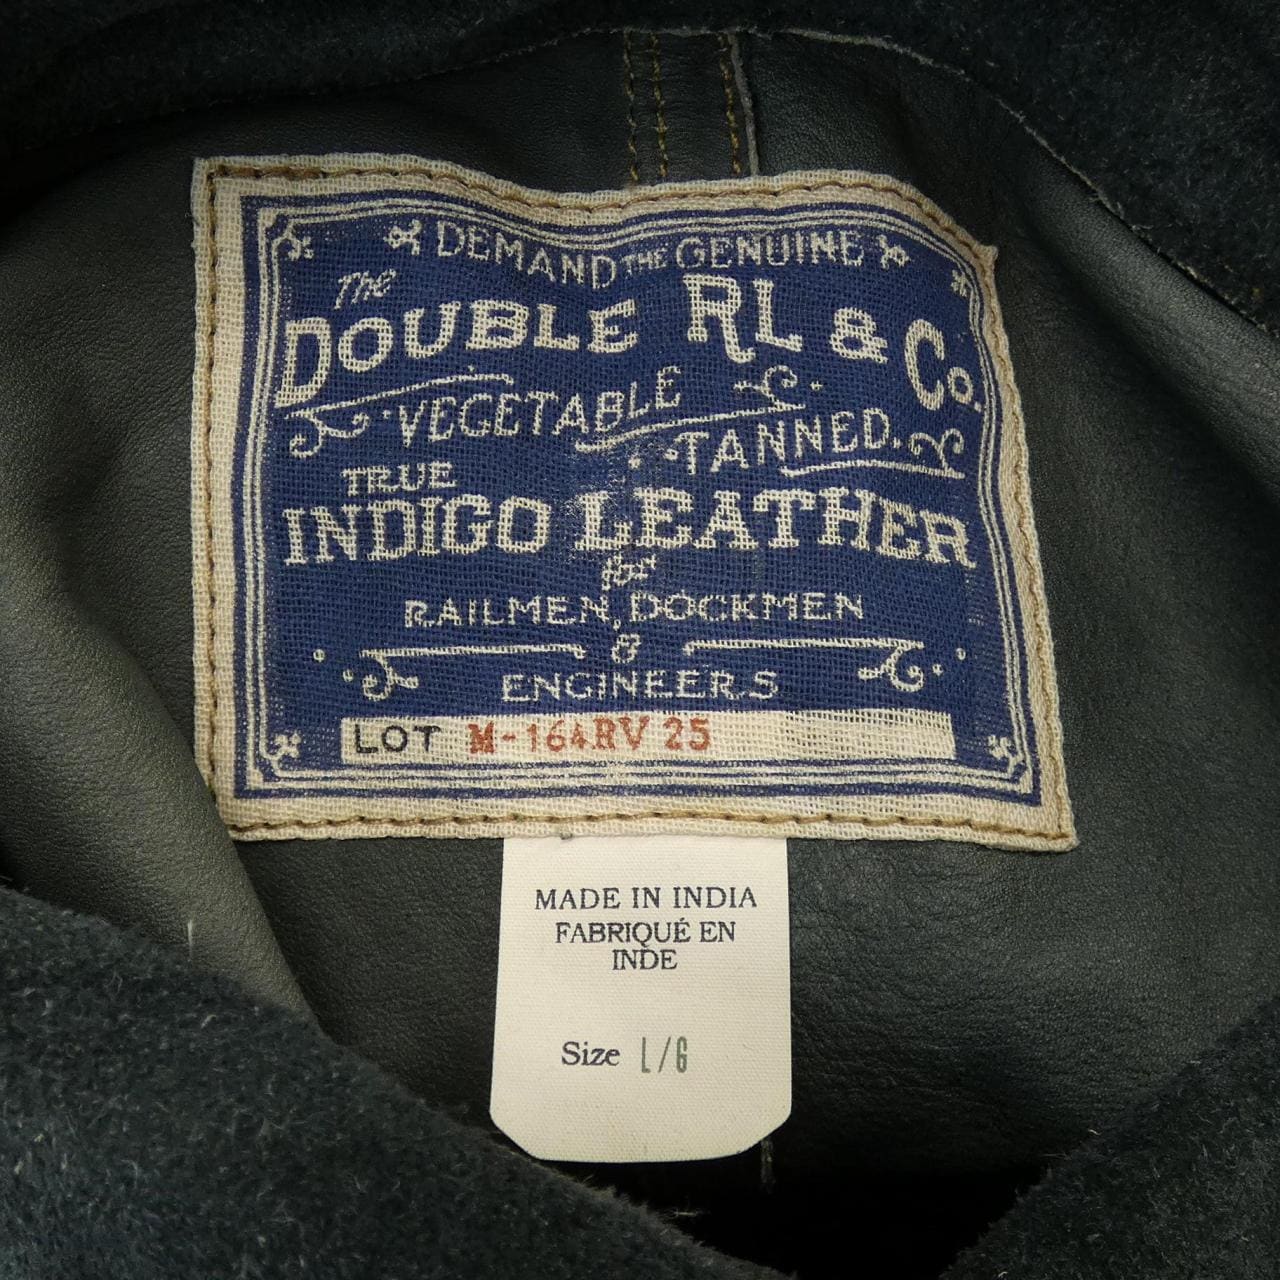 DEMAND THE GENUINE
The
DOUBLE RL & Co.
VEGETABLE
TANNED.
TRUE
INDIGO LEATHER
for
RAILMEN, DOCKMEN
&
ENGINEERS
LOT M-164RV 25
MADE IN INDIA
FABRIQUÉ EN
INDE
Size L/G